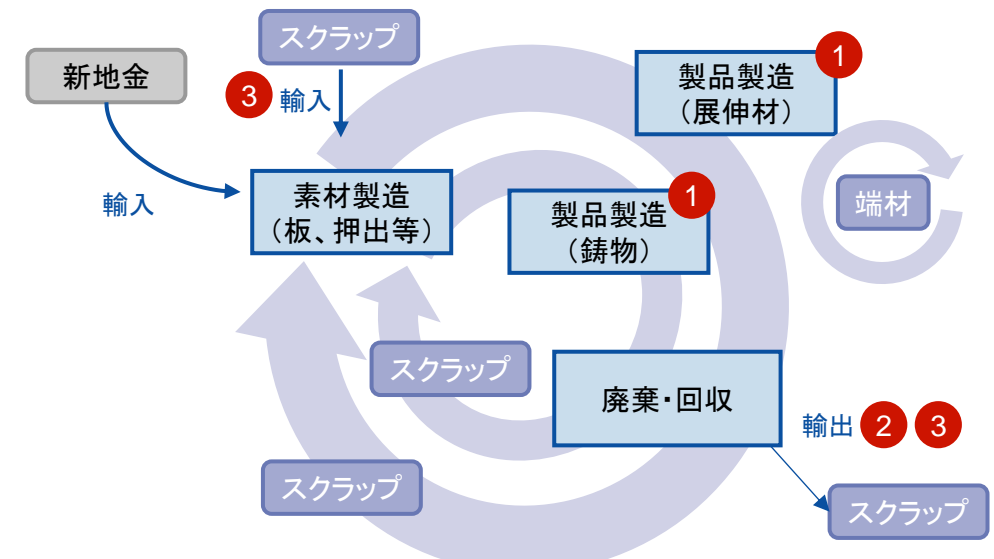 スクラップ
新地金
3
輸入
1
製品製造
（展伸材）
輸入
素材製造
（板、押出等）
1
製品製造
（鋳物）
端材
スクラップ
廃棄・回収
輸出
2
3
スクラップ
スクラップ